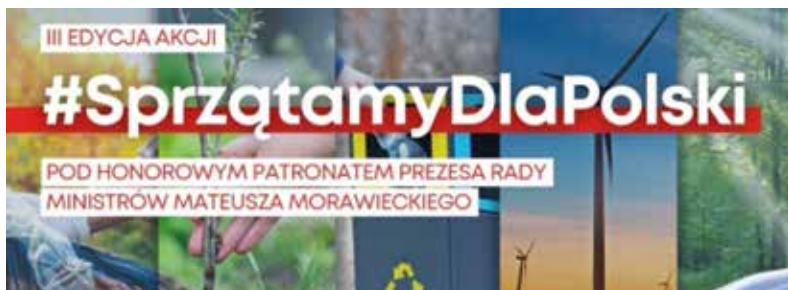 III EDYCJA AKCJI
#SprzątamyDlaPolski
POD HONOROWYM PATRONATEM PREZESA RADY
MINISTRÓW MATEUSZA MORAWIECKIEGO